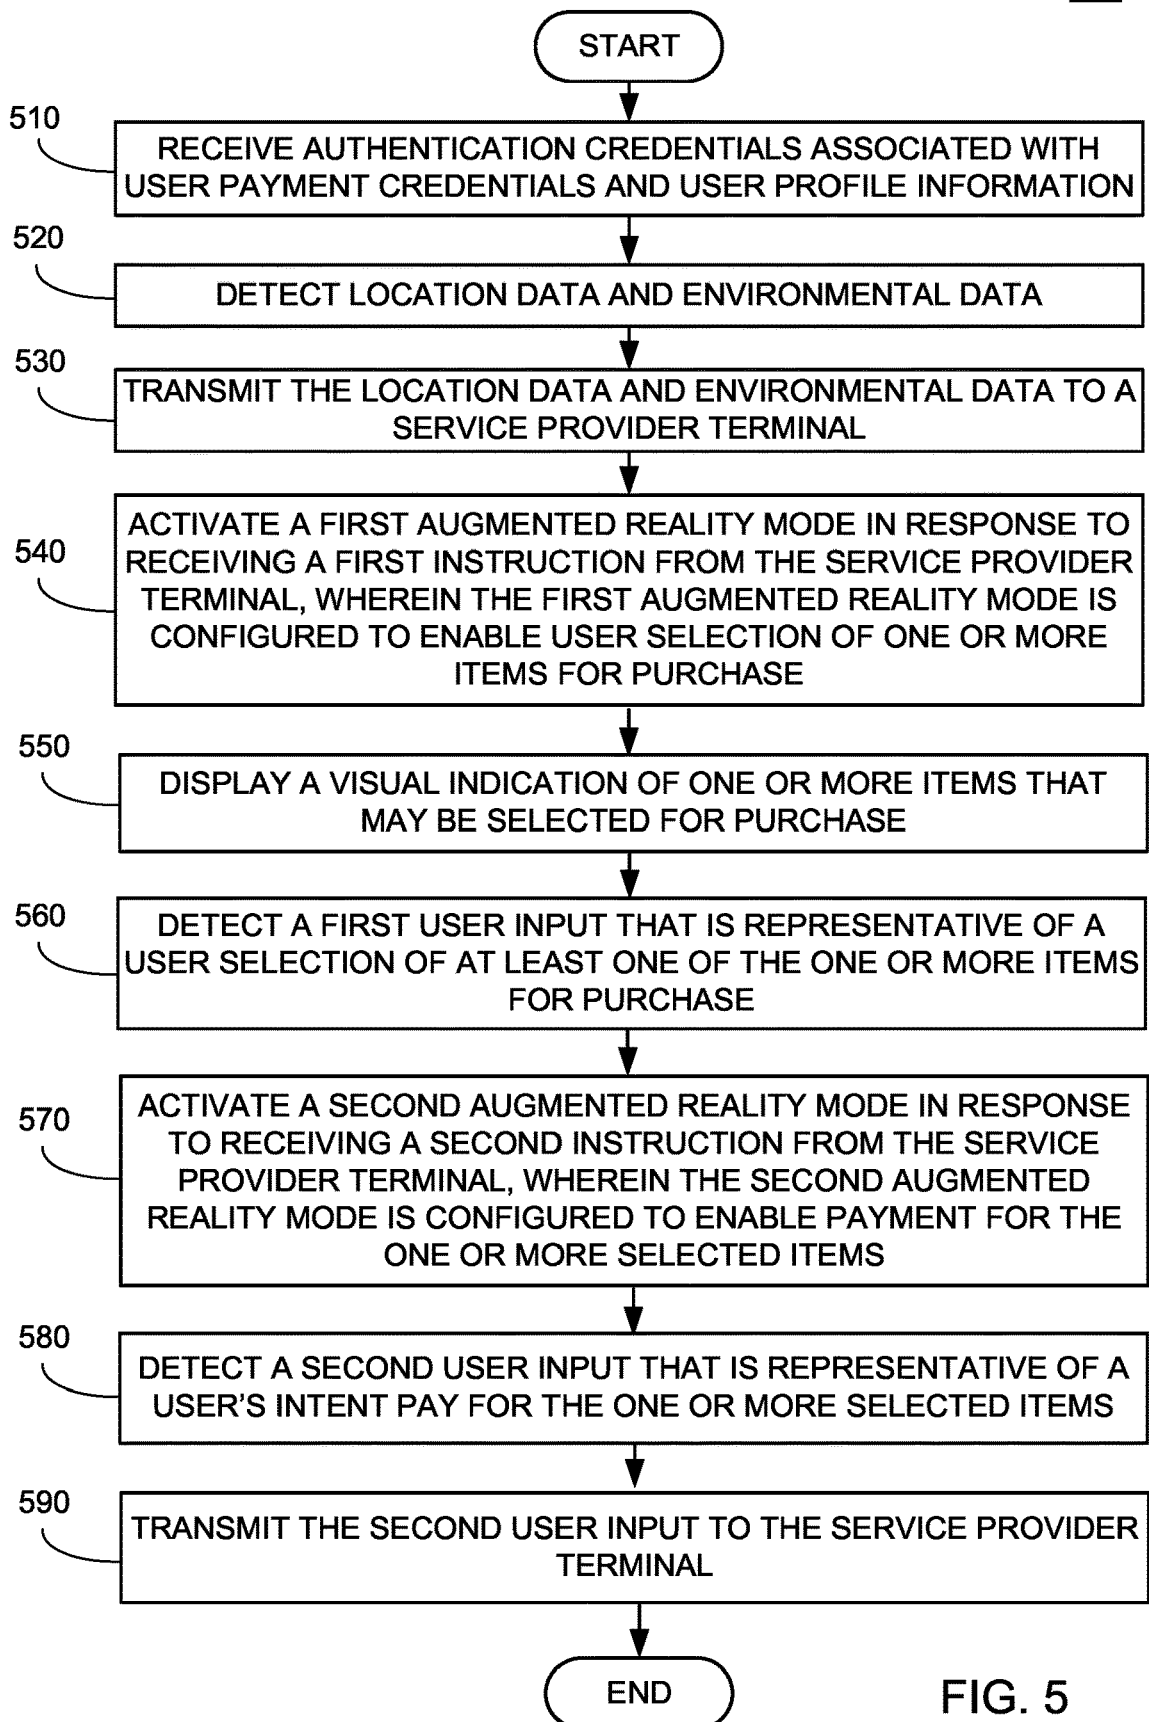 START
510
RECEIVE AUTHENTICATION CREDENTIALS ASSOCIATED WITH
USER PAYMENT CREDENTIALS AND USER PROFILE INFORMATION
520
DETECT LOCATION DATA AND ENVIRONMENTAL DATA
530
TRANSMIT THE LOCATION DATA AND ENVIRONMENTAL DATA TO A
SERVICE PROVIDER TERMINAL
540
ACTIVATE A FIRST AUGMENTED REALITY MODE IN RESPONSE TO
RECEIVING A FIRST INSTRUCTION FROM THE SERVICE PROVIDER
TERMINAL, WHEREIN THE FIRST AUGMENTED REALITY MODE IS
CONFIGURED TO ENABLE USER SELECTION OF ONE OR MORE
ITEMS FOR PURCHASE
550
DISPLAY A VISUAL INDICATION OF ONE OR MORE ITEMS THAT
MAY BE SELECTED FOR PURCHASE
560
DETECT A FIRST USER INPUT THAT IS REPRESENTATIVE OF A
USER SELECTION OF AT LEAST ONE OF THE ONE OR MORE ITEMS
FOR PURCHASE
570
ACTIVATE A SECOND AUGMENTED REALITY MODE IN RESPONSE
TO RECEIVING A SECOND INSTRUCTION FROM THE SERVICE
PROVIDER TERMINAL, WHEREIN THE SECOND AUGMENTED
REALITY MODE IS CONFIGURED TO ENABLE PAYMENT FOR THE
ONE OR MORE SELECTED ITEMS
580
DETECT A SECOND USER INPUT THAT IS REPRESENTATIVE OF A
USER'S INTENT PAY FOR THE ONE OR MORE SELECTED ITEMS
590
TRANSMIT THE SECOND USER INPUT TO THE SERVICE PROVIDER
TERMINAL
END
FIG. 5